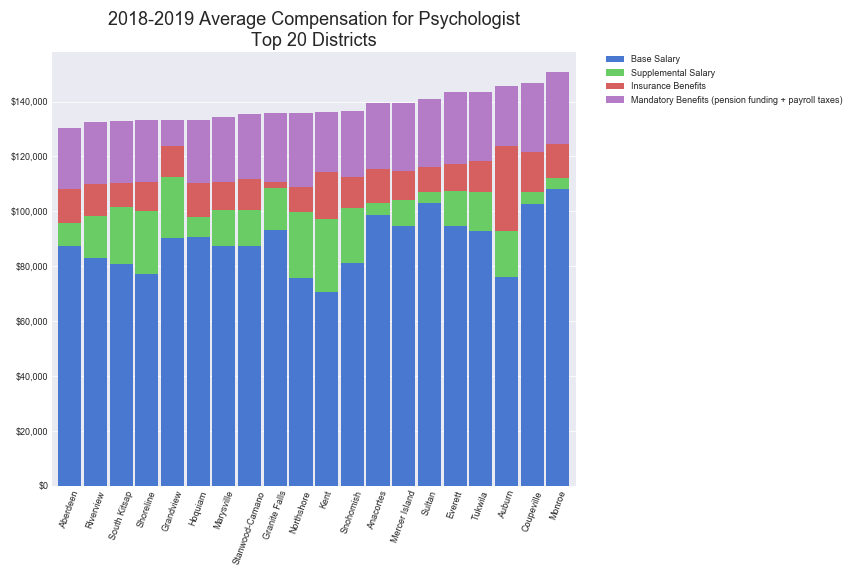 2018-2019 Average Compensation for Psychologist
Top 20 Districts
Base Salary
Supplemental Salary
Insurance Benefits
Mandatory Benefits (pension funding + payroll taxes)
$140,000
$120,000
$100,000
$80,000
$60,000
$40,000
$20,000
$0
Aberdeen
Riverview
South Kitsap
Shoreline
Grandview
Hoquiam
Marysville
Stanwood-Camano
Granite Falls
Northshore
Kent
Snohomish
Anacortes
Mercer Island
Sultan
Everett
Tukwila
Auburn
Coupeville
Monroe